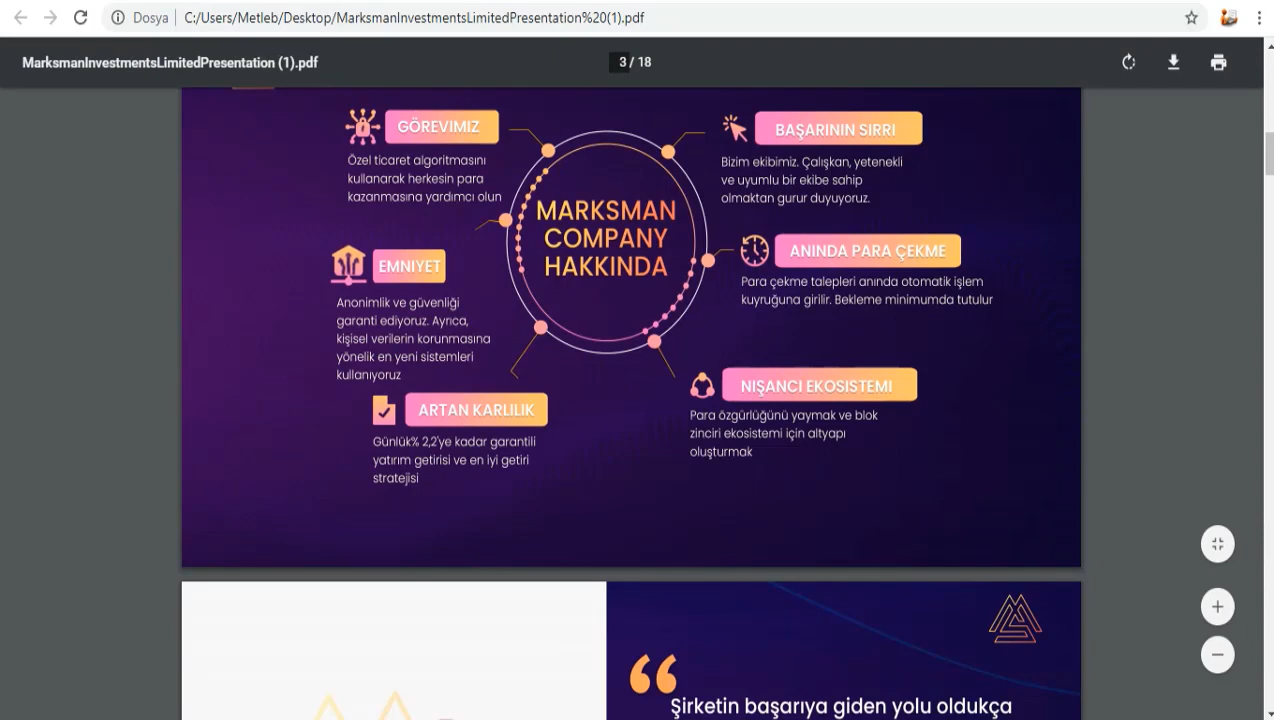 Dosya
C:/Users/Metleb/Desktop/MarksmanInvestmentsLimitedPresentation%20(1).pdf
MarksmanInvestmentsLimitedPresentation (1).pdf
3 / 18
GÖREVIMIZ
Özel ticaret algoritmasını
kullanarak herkesin para
kazanmasına yardımcı olun
EMNIYET
Anonimlik ve güvenliği
garanti ediyoruz. Ayrıca,
kişisel verilerin korunmasına
yönelik en yeni sistemleri
kullanıyoruz
ARTAN KARLILIK
Günlük% 2,2'ye kadar garantili
yatırım getirisi ve en iyi getiri
stratejisi
MARKSMAN
COMPANY
HAKKINDA
BAŞARININ SIRRI
Bizim ekibimiz. Çalışkan, yetenekli
ve uyumlu bir ekibe sahip
olmaktan gurur duyuyoruz.
ANINDA PARA ÇEKME
Para çekme talepleri anında otomatik işlem
kuyruğuna girilir. Bekleme minimumda tutulur
NIŞANCI EKOSISTEMI
Para özgürlüğünü yaymak ve blok
zinciri ekosistemi için altyapı
oluşturmak
“
Şirketin başarıya giden yolu oldukça